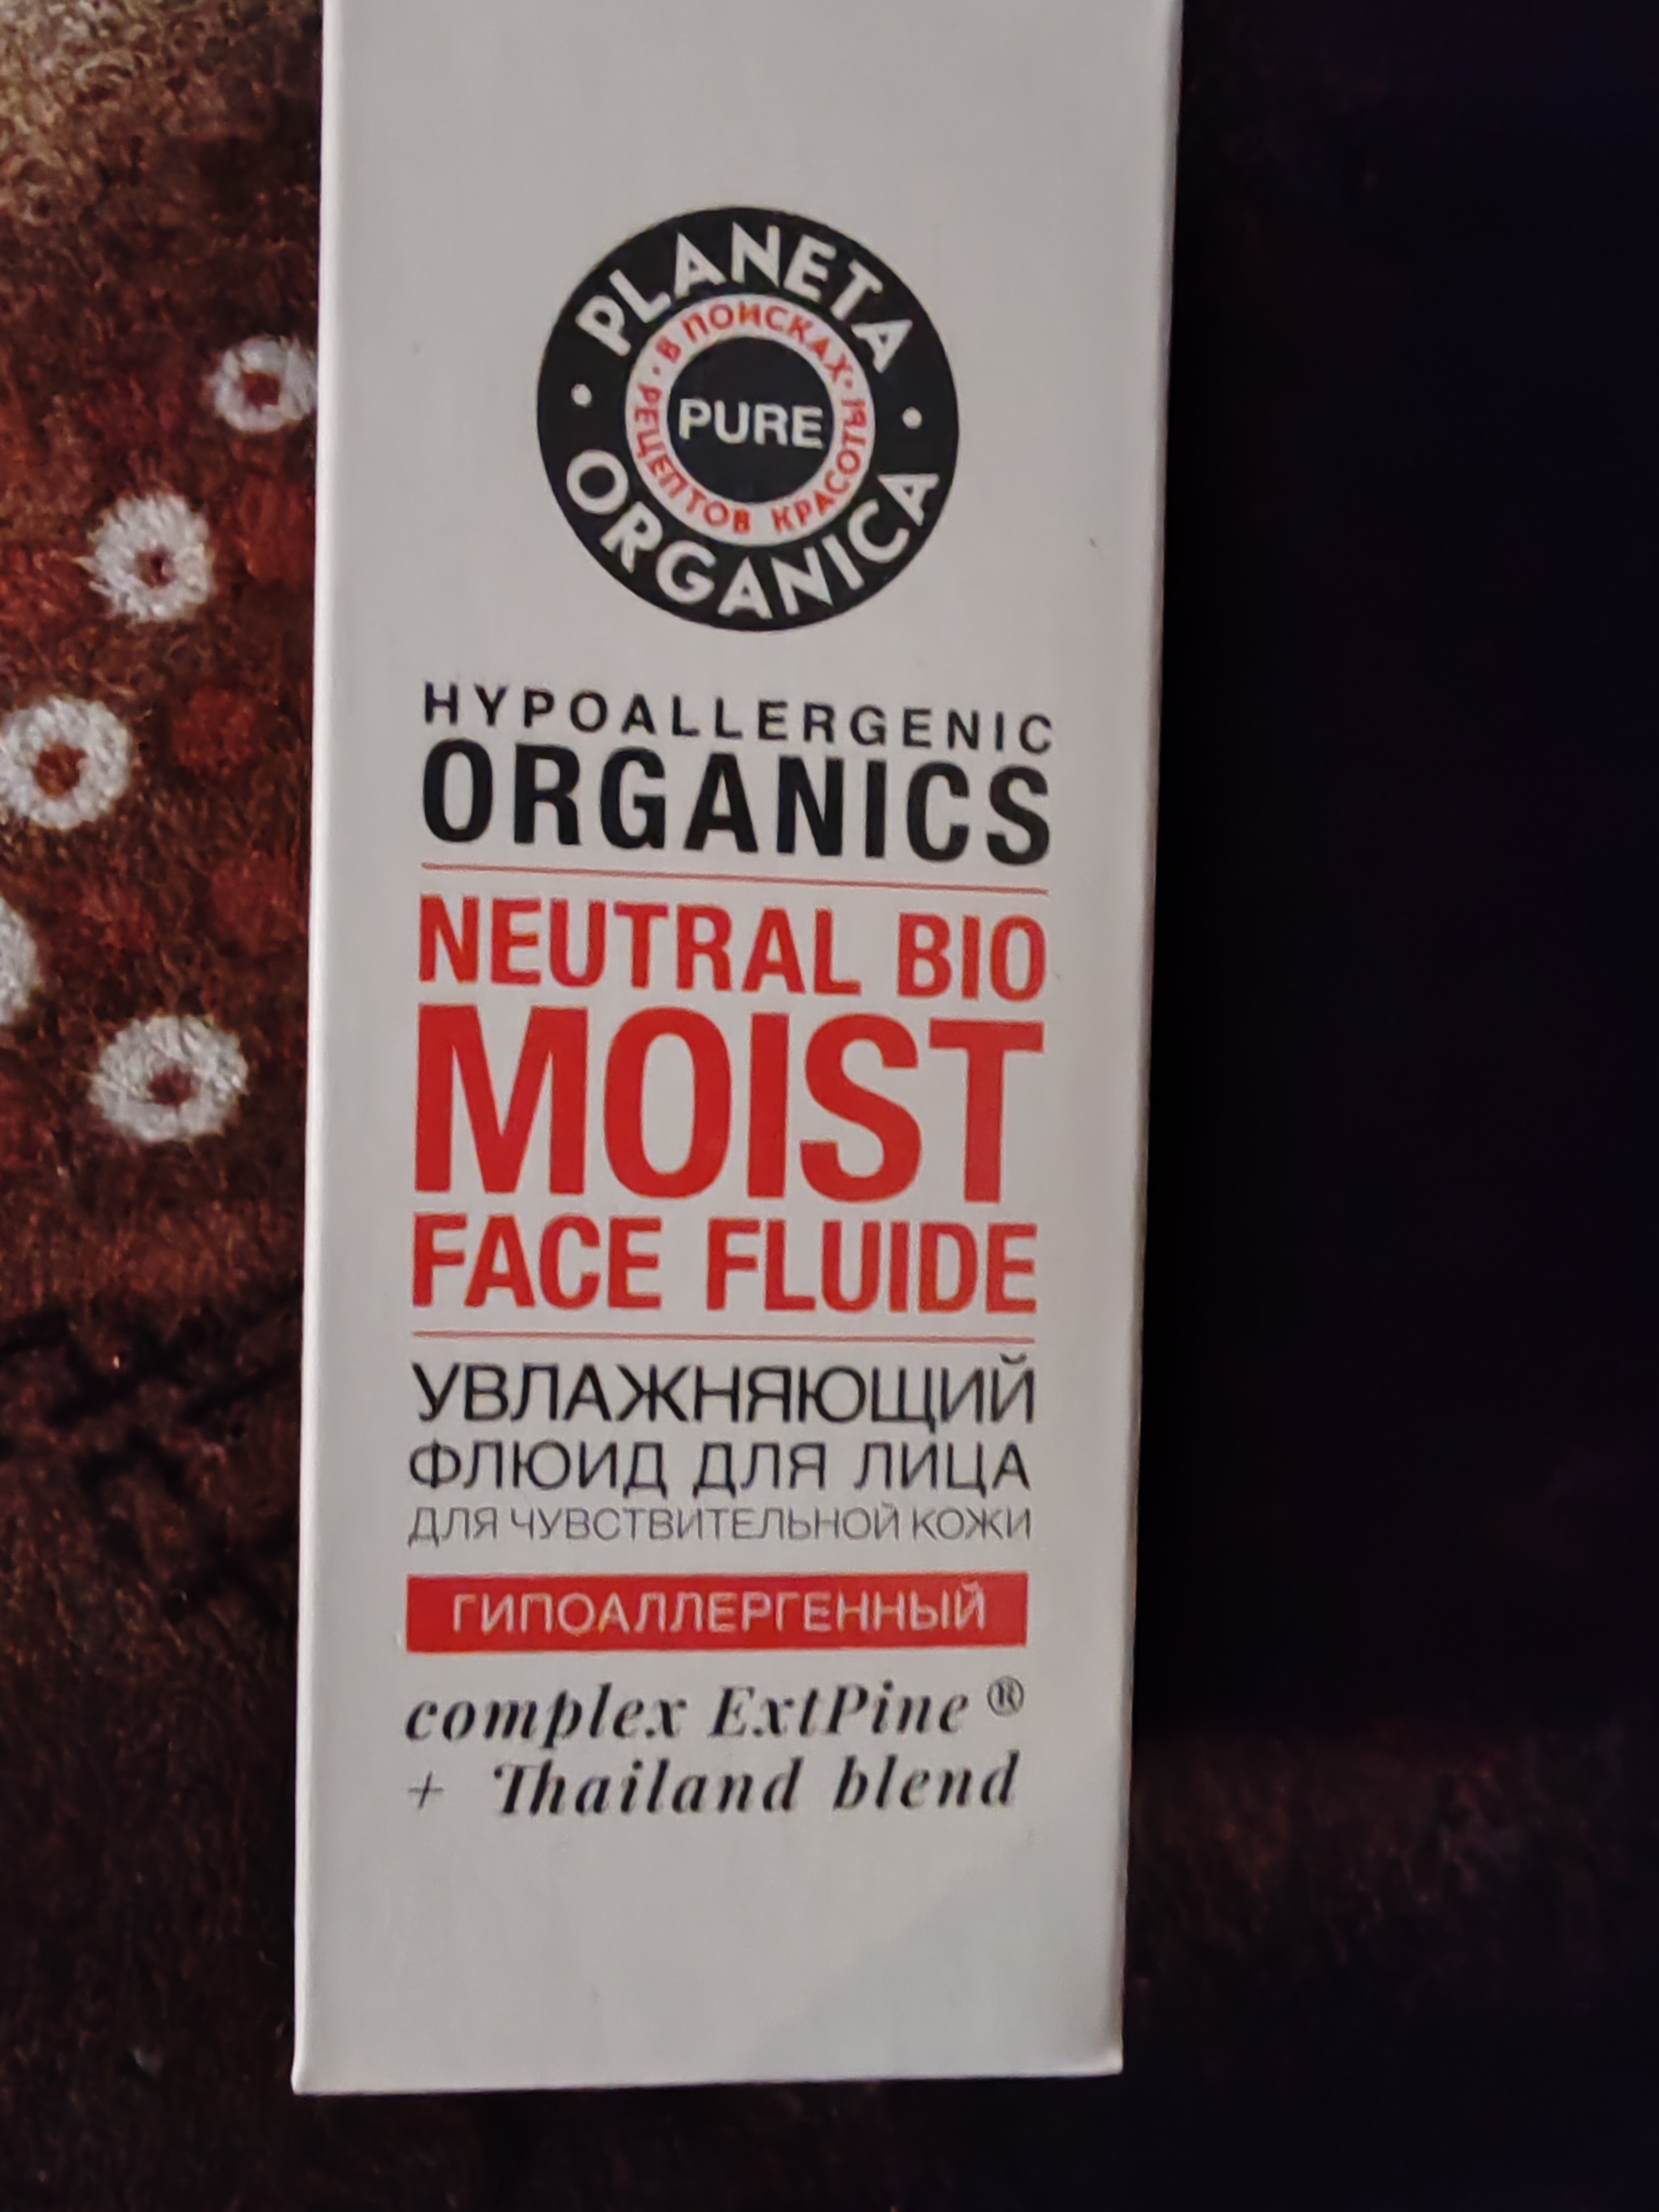 PLANETA
В ПОИСКАХ
PURE
РЕЦЕПТОВ КРАСОТЫ
ORGANICA
HYPOALLERGENIC
ORGANICS
NEUTRAL BIO
MOIST
FACE FLUIDE
УВЛАЖНЯЮЩИЙ
ФЛЮИД ДЛЯ ЛИЦА
ДЛЯ ЧУВСТВИТЕЛЬНОЙ КОЖИ
ГИПОАЛЛЕРГЕННЫЙ
complex ExtPine ®
+ Thailand blend